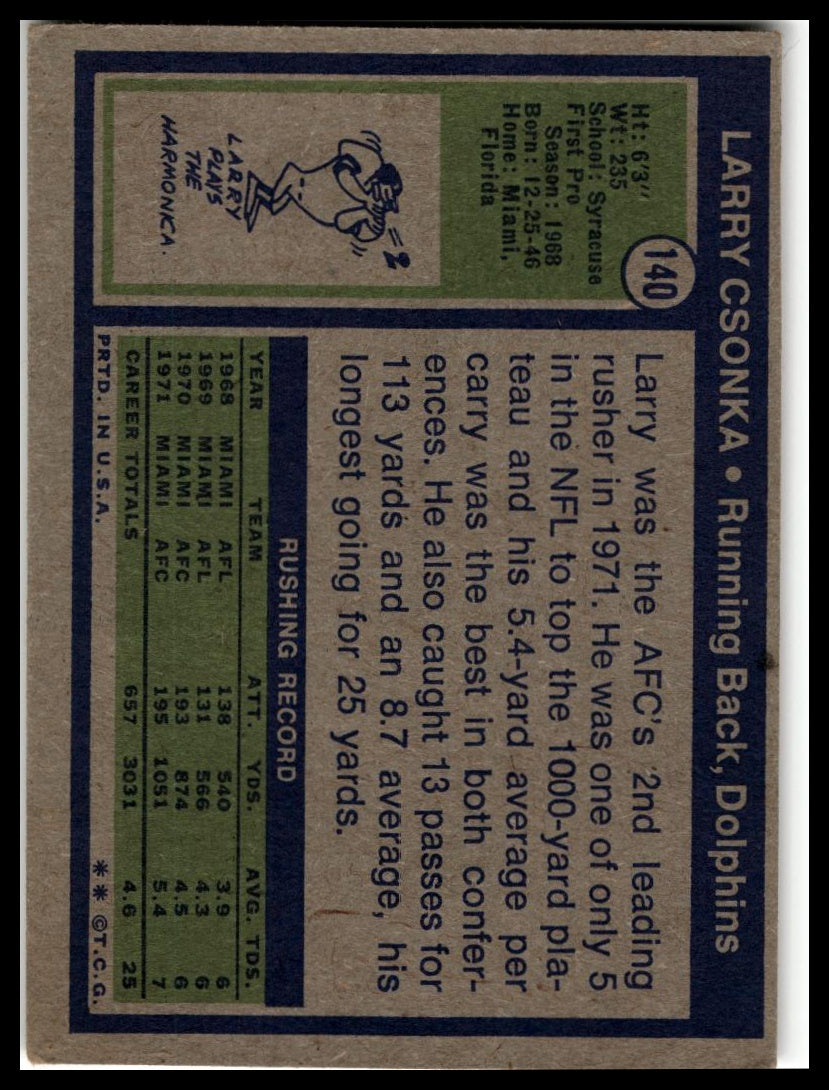 LARRY CSONKA • Running Back, Dolphins
140
Ht: 6'3"
Wt: 235
School: Syracuse
First Pro
Season: 1968
Born: 12-25-46
Home: Miami,
Florida
LARRY
PLAYS
THE
HARMONKA.
Larry was the AFC's 2nd leading
rusher in 1971. He was one of only 5
in the NFL to top the 1000-yard pla-
teau and his 5.4-yard average per
carry was the best in both confer-
ences. He also caught 13 passes for
113 yards and an 8.7 average, his
longest going for 25 yards.
RUSHING RECORD
YEAR TEAM ATT. YDS. AVG. TDS.
1968 MIAMI AFL 138 540 3.9 6
1969 MIAMI AFL 131 566 4.3 6
1970 MIAMI AFC 193 874 4.5 6
1971 MIAMI AFC 195 1051 5.4 7
CAREER TOTALS 657 3031 4.6 25
PRTD. IN U.S.A. ** ©T.C.G.